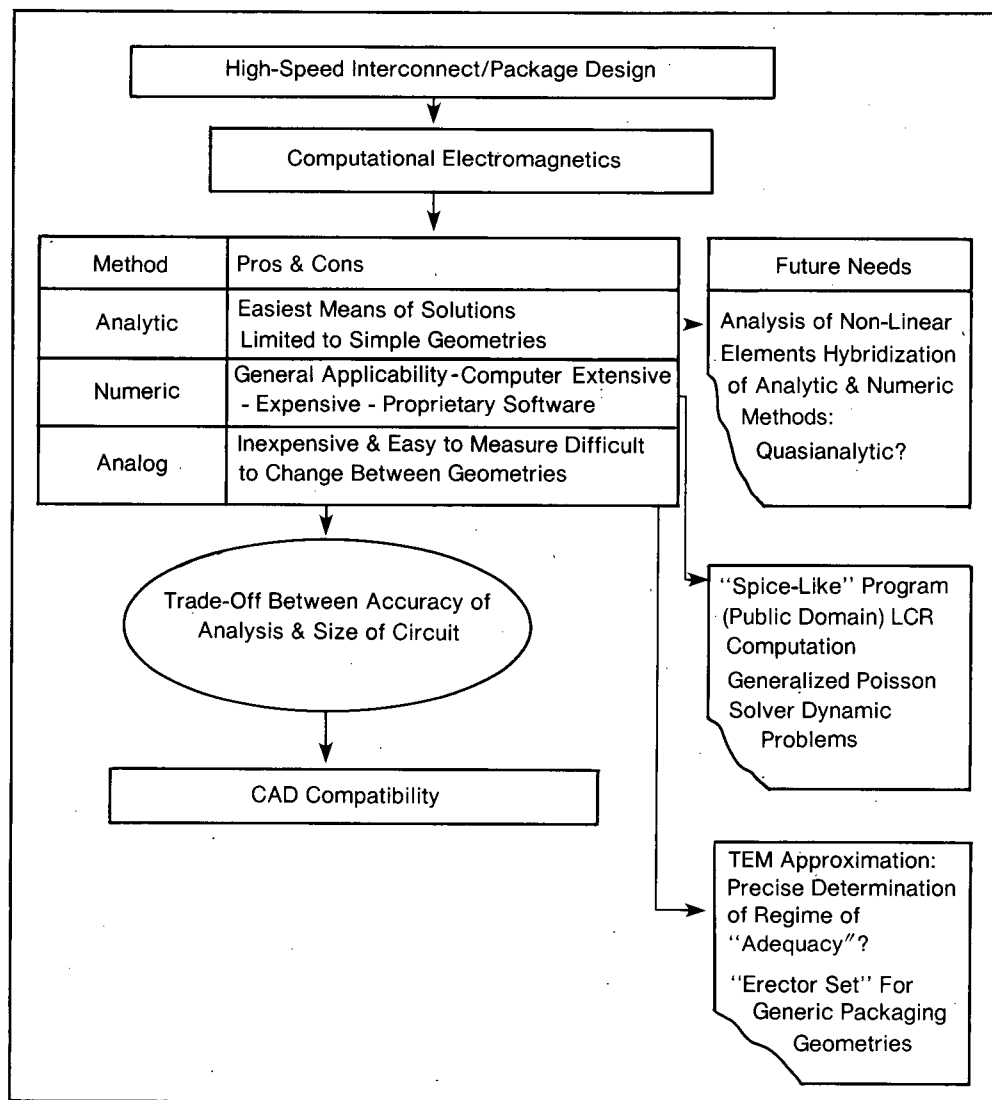 High-Speed Interconnect/Package Design
Computational Electromagnetics
Method
Pros & Cons
Analytic
Easiest Means of Solutions
Limited to Simple Geometries
Numeric
General Applicability-Computer Extensive
- Expensive - Proprietary Software
Analog
Inexpensive & Easy to Measure Difficult
to Change Between Geometries
Trade-Off Between Accuracy of
Analysis & Size of Circuit
CAD Compatibility
Future Needs
Analysis of Non-Linear
Elements Hybridization
of Analytic & Numeric
Methods:
Quasianalytic?
“Spice-Like” Program
(Public Domain) LCR
Computation
Generalized Poisson
Solver Dynamic
Problems
TEM Approximation:
Precise Determination
of Regime of
“Adequacy”?
“Erector Set” For
Generic Packaging
Geometries